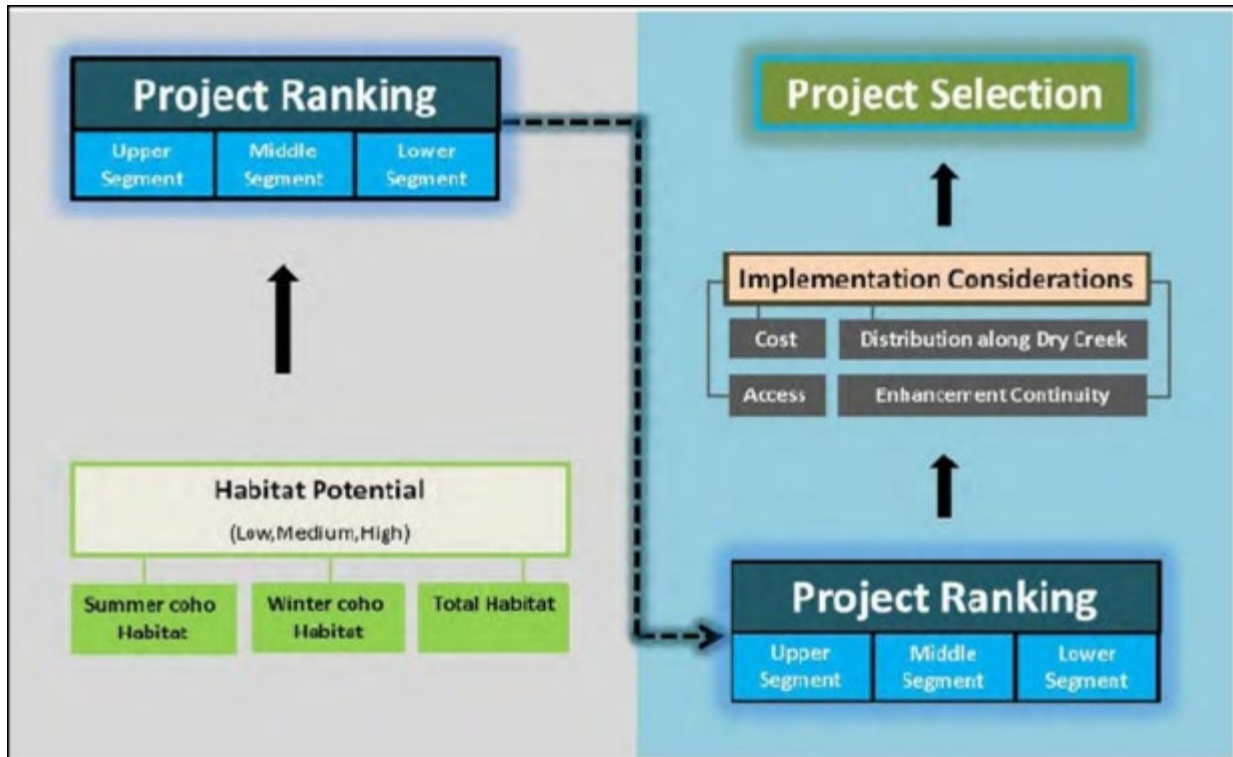 Project Ranking
Upper
Segment
Middle
Segment
Lower
Segment
Habitat Potential
(Low,Medium,High)
Summer coho
Habitat
Winter coho
Habitat
Total Habitat
Project Selection
Implementation Considerations
Cost
Distribution along Dry Creek
Access
Enhancement Continuity
Project Ranking
Upper
Segment
Middle
Segment
Lower
Segment